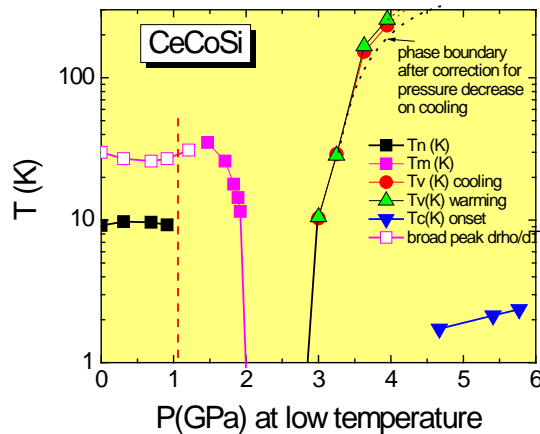 CeCoSi
phase boundary
after correction for
pressure decrease
on cooling
Tn (K)
Tm (K)
Tv (K) cooling
Tv(K) warming
Tc(K) onset
broad peak drho/dT
T (K)
100
10
1
0 1 2 3 4 5 6
P(GPa) at low temperature